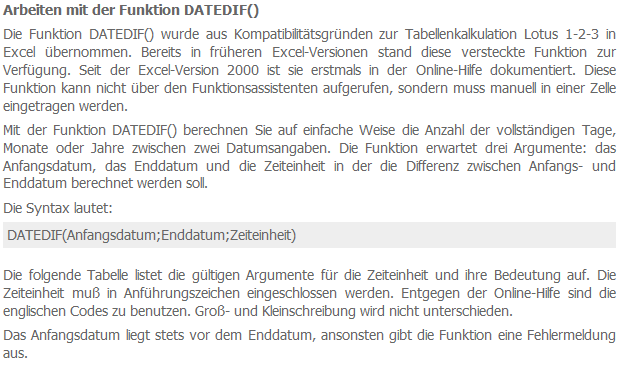 Arbeiten mit der Funktion DATEDIF()
Die Funktion DATEDIF() wurde aus Kompatibilitätsgründen zur Tabellenkalkulation Lotus 1-2-3 in
Excel übernommen. Bereits in früheren Excel-Versionen stand diese versteckte Funktion zur
Verfügung. Seit der Excel-Version 2000 ist sie erstmals in der Online-Hilfe dokumentiert. Diese
Funktion kann nicht über den Funktionsassistenten aufgerufen, sondern muss manuell in einer Zelle
eingetragen werden.
Mit der Funktion DATEDIF() berechnen Sie auf einfache Weise die Anzahl der vollständigen Tage,
Monate oder Jahre zwischen zwei Datumsangaben. Die Funktion erwartet drei Argumente: das
Anfangsdatum, das Enddatum und die Zeiteinheit in der die Differenz zwischen Anfangs- und
Enddatum berechnet werden soll.
Die Syntax lautet:
DATEDIF(Anfangsdatum;Enddatum;Zeiteinheit)
Die folgende Tabelle listet die gültigen Argumente für die Zeiteinheit und ihre Bedeutung auf. Die
Zeiteinheit muß in Anführungszeichen eingeschlossen werden. Entgegen der Online-Hilfe sind die
englischen Codes zu benutzen. Groß- und Kleinschreibung wird nicht unterschieden.
Das Anfangsdatum liegt stets vor dem Enddatum, ansonsten gibt die Funktion eine Fehlermeldung
aus.